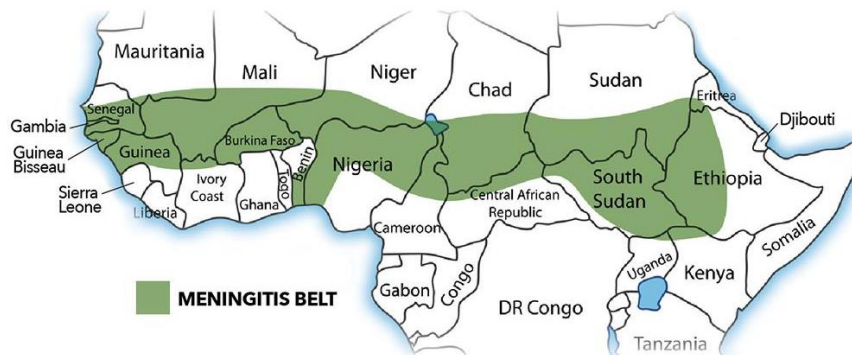 Mauritania
Mali
Niger
Chad
Sudan
Eritrea
Djibouti
Senegal
Gambia
Guinea
Bissau
Guinea
Sierra
Leone
Liberia
Ivory
Coast
Burkina Faso
Ghana
Togo
Benin
Nigeria
Cameroon
Central African
Republic
South
Sudan
Ethiopia
Somalia
Gabon
Congo
DR Congo
Uganda
Kenya
Tanzania
MENINGITIS BELT